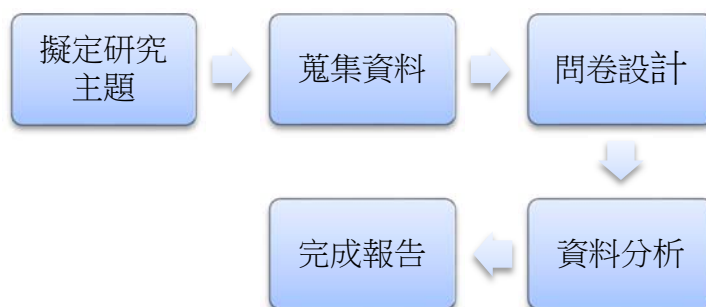 擬定研究
主題
蒐集資料
問卷設計
資料分析
完成報告